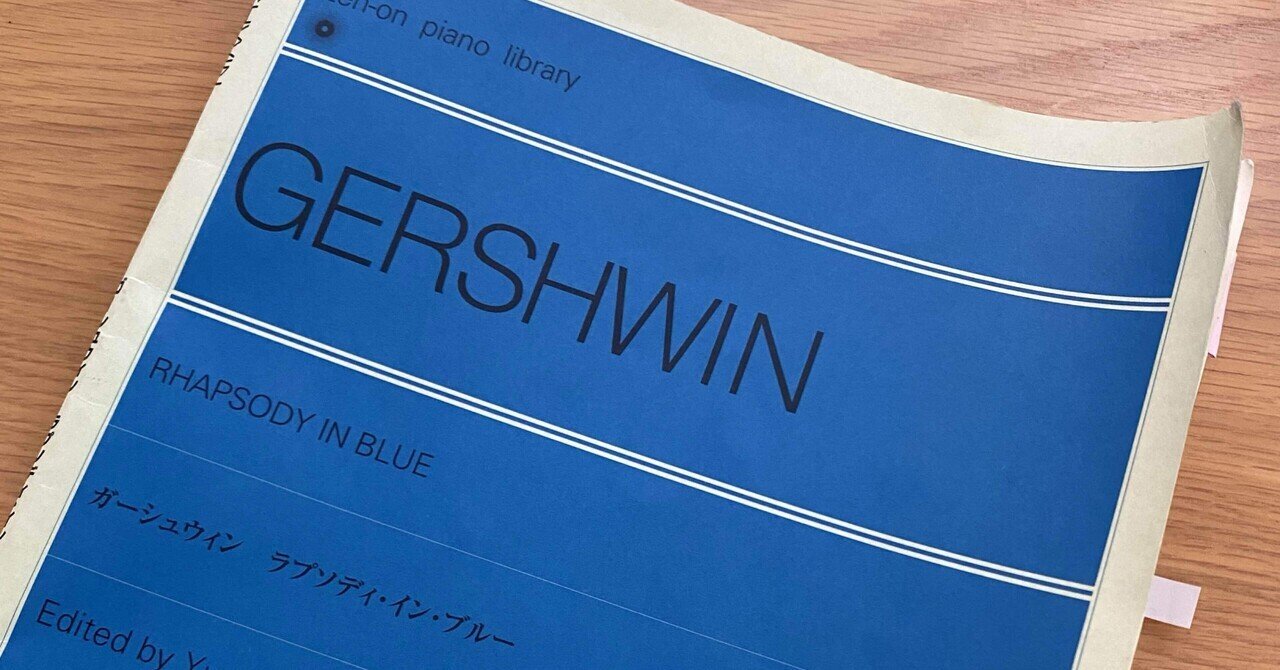 piano library
GERSHWIN
RHAPSODY IN BLUE
ガーシュウィン ラプソディ・イン・ブルー
Edited by